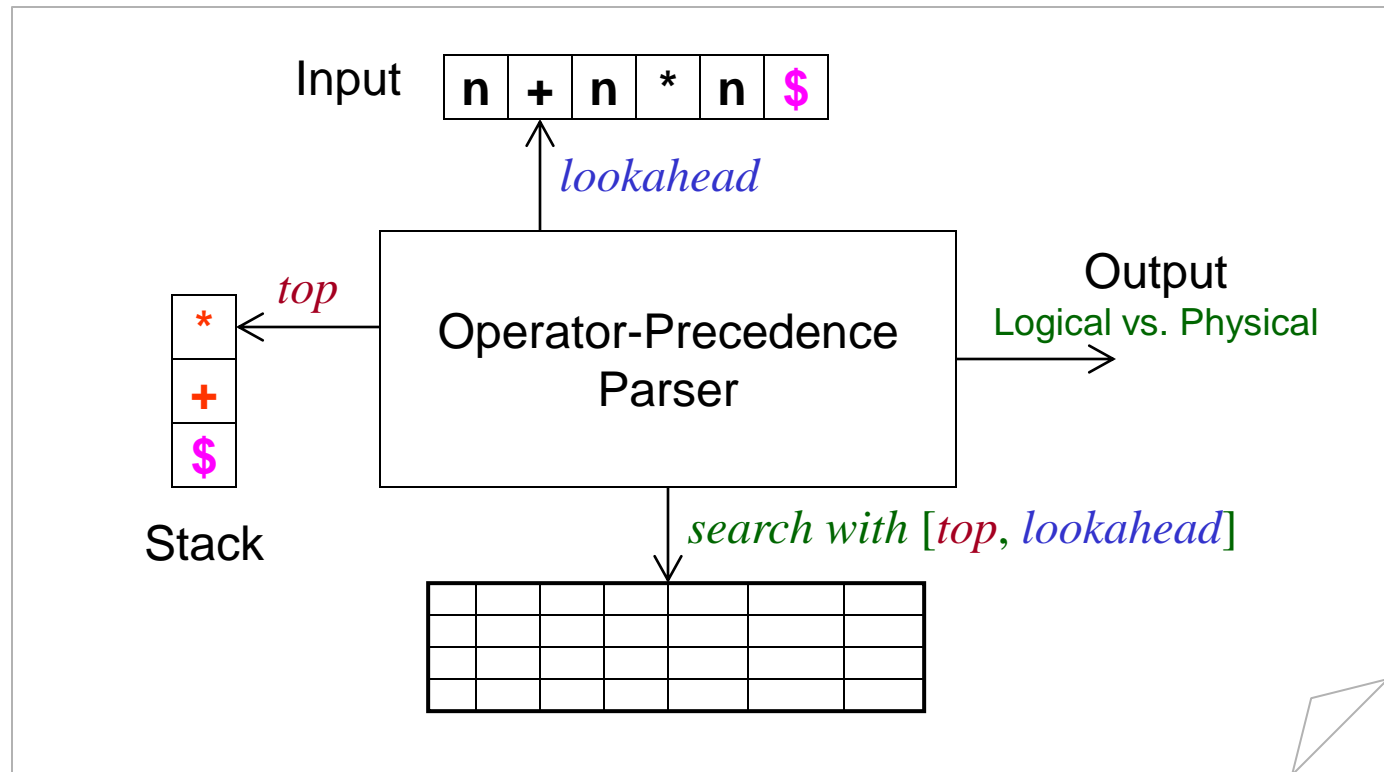 Input n + n * n $
lookahead
top
Output
Logical vs. Physical
Operator-Precedence
Parser
*
+
$
Stack
search with [top, lookahead]